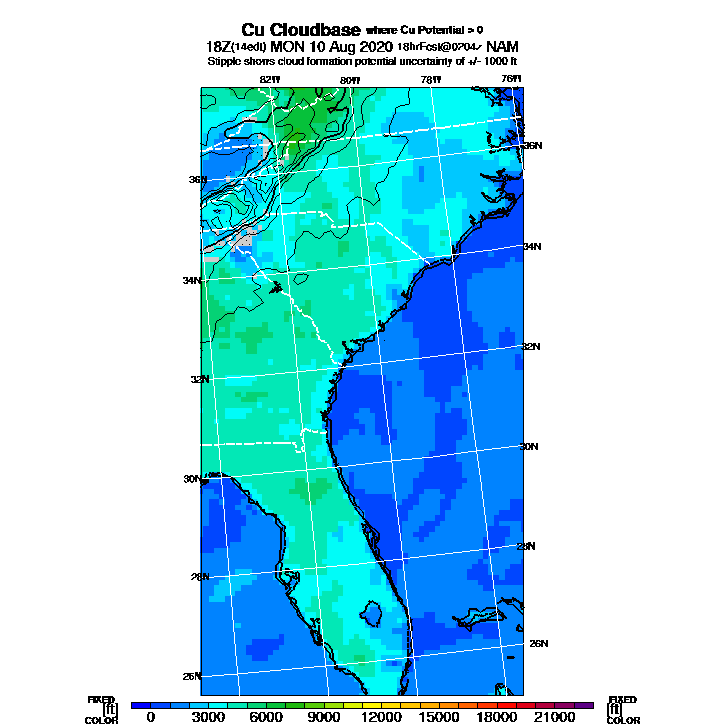 Cu Cloudbase where Cu Potential > 0
18Z(14edt) MON 10 Aug 2020 18hrFcst@0704z NAM
Stipple shows cloud formation potential uncertainty of +/- 1000 ft
82W 80W 78W 76W
36N
36N
34N
34N
32N
32N
30N
30N
28N
28N
26N
26N
FIXED FIXED
[ft] [ft]
COLOR COLOR
0 3000 6000 9000 12000 15000 18000 21000